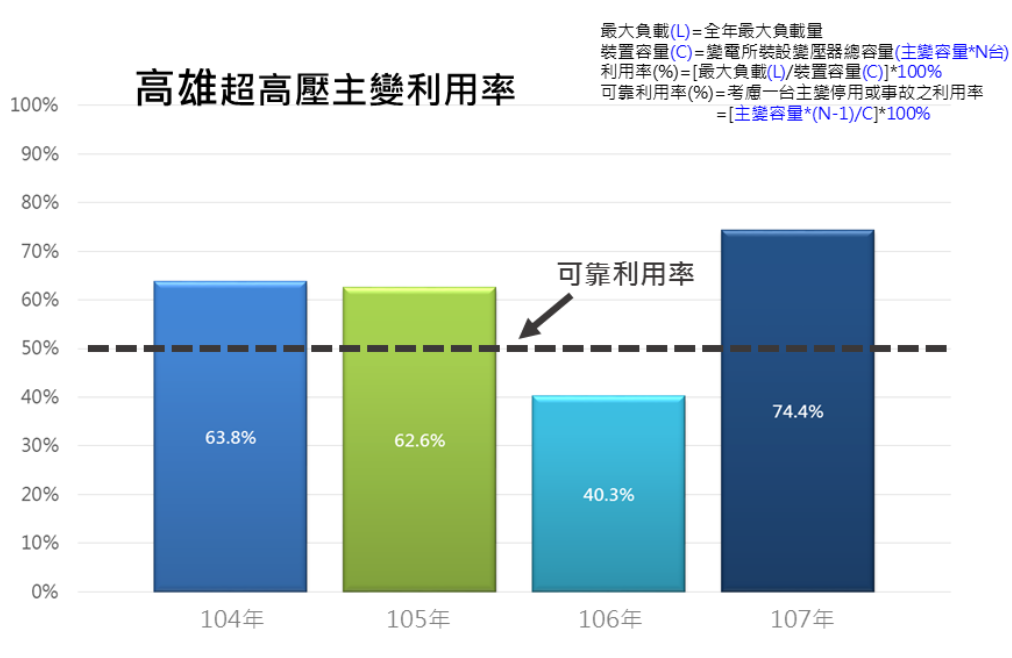 最大負載(L)=全年最大負載量
裝置容量(C)=變電所裝設變壓器總容量(主變容量*N台)
利用率(%)=[最大負載(L)/裝置容量(C)]*100%
可靠利用率(%)=考慮一台主變停用或事故之利用率
=[主變容量*(N-1)/C]*100%
高雄超高壓主變利用率
100%
90%
80%
70%
60%
50%
40%
30%
20%
10%
0%
可靠利用率
63.8%
62.6%
40.3%
74.4%
104年
105年
106年
107年